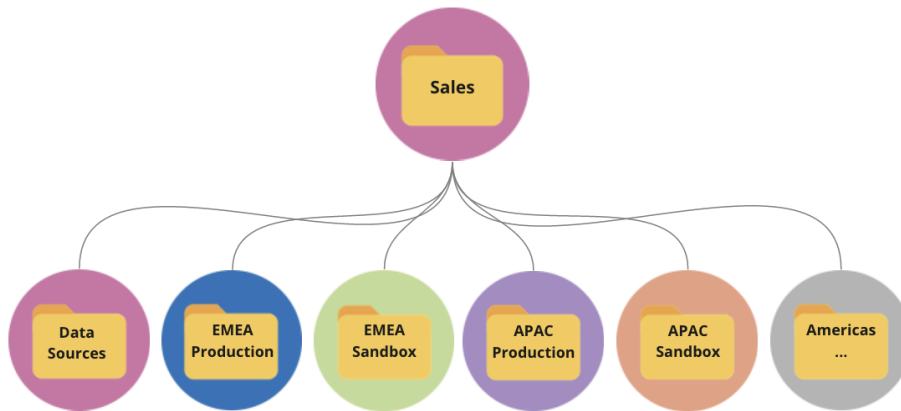 Sales
Data
Sources
EMEA
Production
EMEA
Sandbox
APAC
Production
APAC
Sandbox
Americas
...